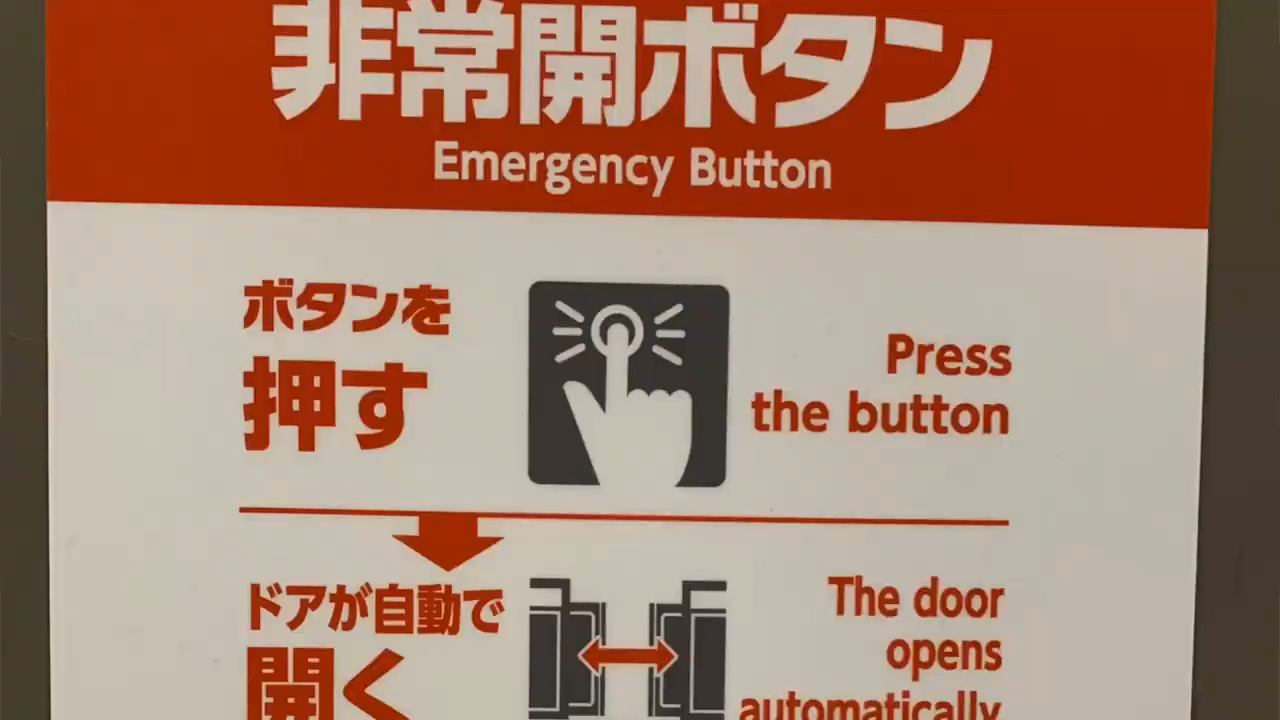 非常開ボタン
Emergency Button
ボタンを
押す
Press
the button
ドアが自動で
開く
The door
opens
automatically